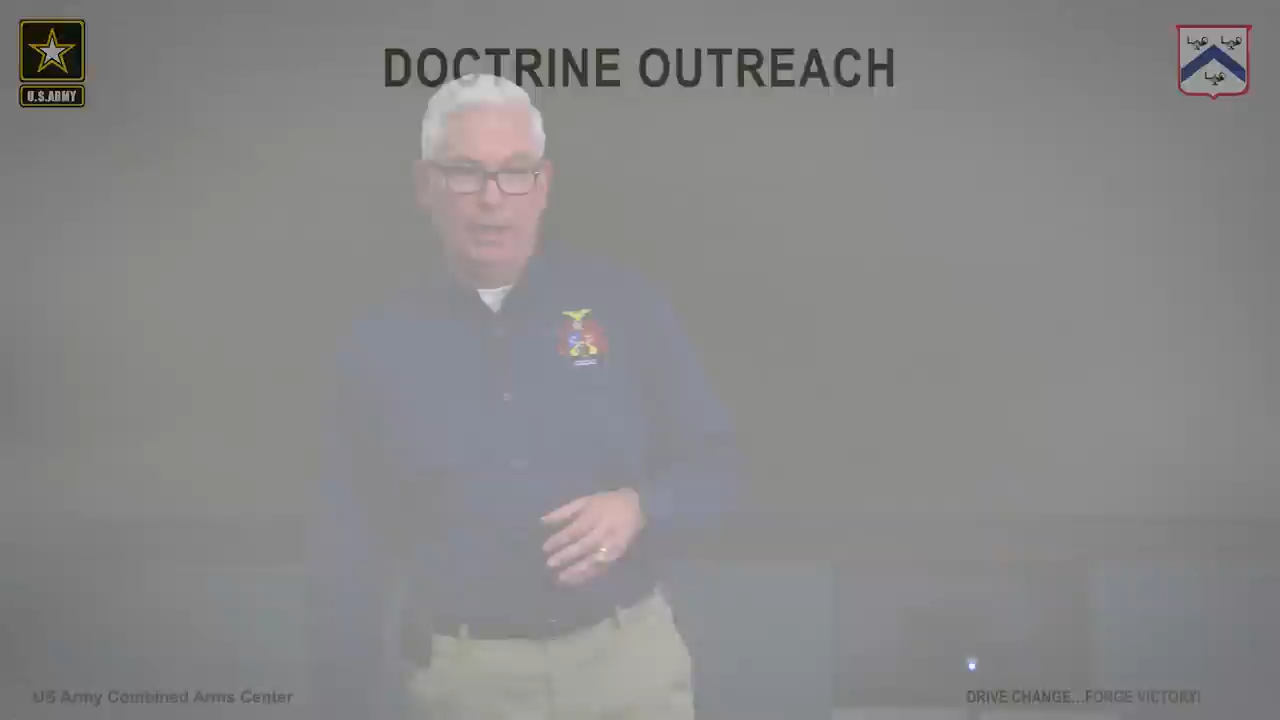 DOCTRINE OUTREACH
U.S.ARMY
US Army Combined Arms Center
DRIVE CHANGE...FORGE VICTORY!